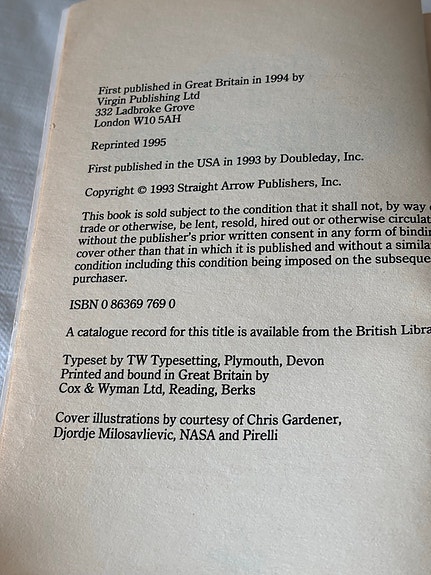 First published in Great Britain in 1994 by
Virgin Publishing Ltd
332 Ladbroke Grove
London W10 5AH
Reprinted 1995
First published in the USA in 1993 by Doubleday, Inc.
Copyright © 1993 Straight Arrow Publishers, Inc.
This book is sold subject to the condition that it shall not, by way
trade or otherwise, be lent, resold, hired out or otherwise
without the publisher's prior written consent in any form of
cover other than that in which it is published and without a
condition including this condition being imposed on the
purchaser.
ISBN 0 86369 769 0
A catalogue record for this title is available from the British
Typeset by TW Typesetting, Plymouth, Devon
Printed and bound in Great Britain by
Cox & Wyman Ltd, Reading, Berks
Cover illustrations by courtesy of Chris Gardener,
Djordje Milosavlievic, NASA and Pirelli